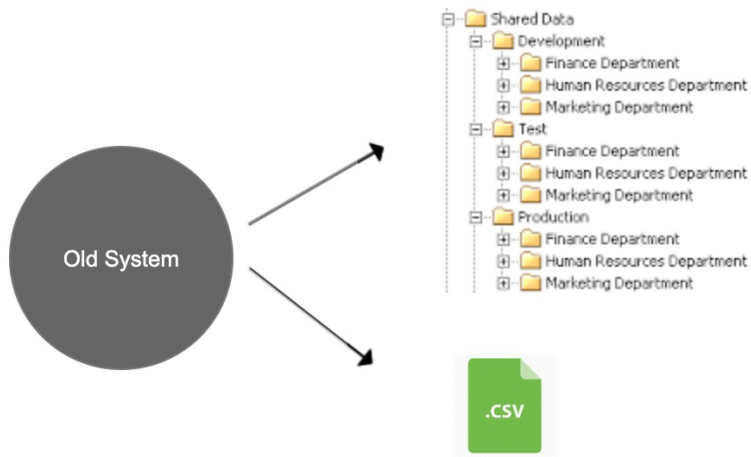 Shared Data
Development
Finance Department
Human Resources Department
Marketing Department
Test
Finance Department
Human Resources Department
Marketing Department
Production
Finance Department
Human Resources Department
Marketing Department
Old System
.CSV